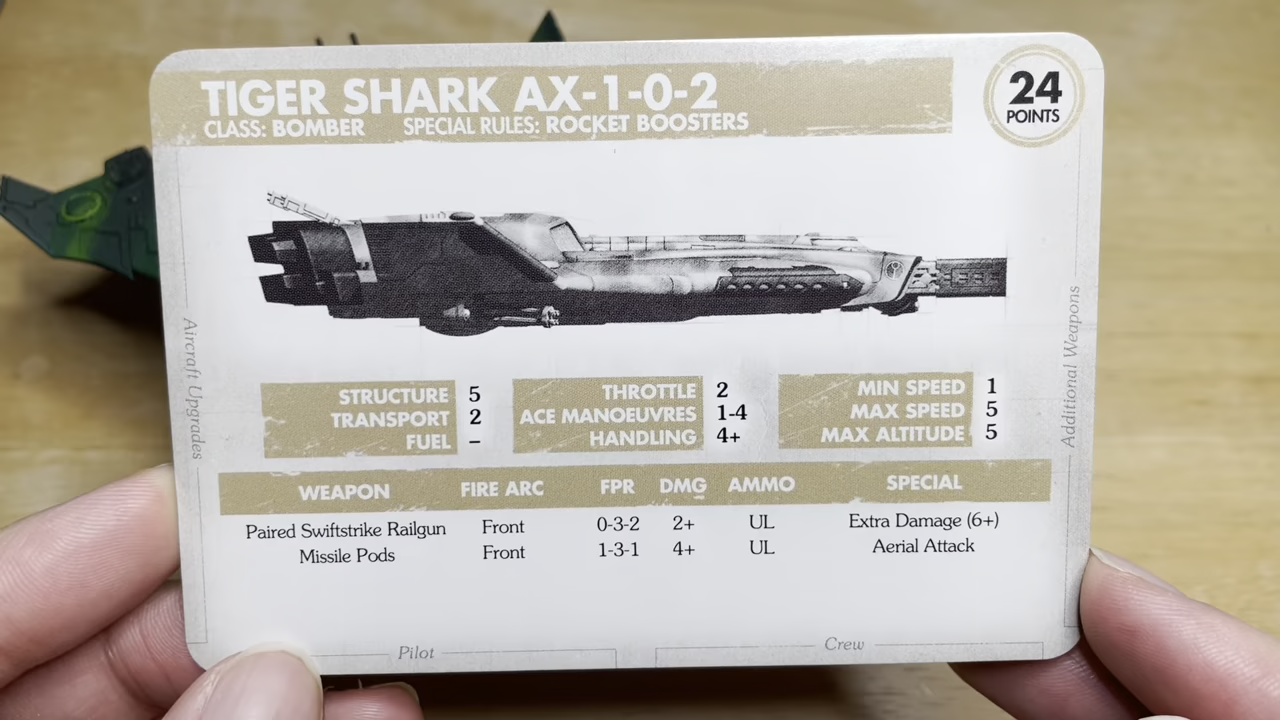 TIGER SHARK AX-1-0-2
CLASS: BOMBER SPECIAL RULES: ROCKET BOOSTERS
24
POINTS
Aircraft Upgrades
Additional Weapons
STRUCTURE 5
TRANSPORT 2
FUEL –
THROTTLE 2
ACE MANOEUVRES 1-4
HANDLING 4+
MIN SPEED 1
MAX SPEED 5
MAX ALTITUDE 5
WEAPON FIRE ARC FPR DMG AMMO SPECIAL
Paired Swiftstrike Railgun Front 0-3-2 2+ UL Extra Damage (6+)
Missile Pods Front 1-3-1 4+ UL Aerial Attack
Pilot
Crew